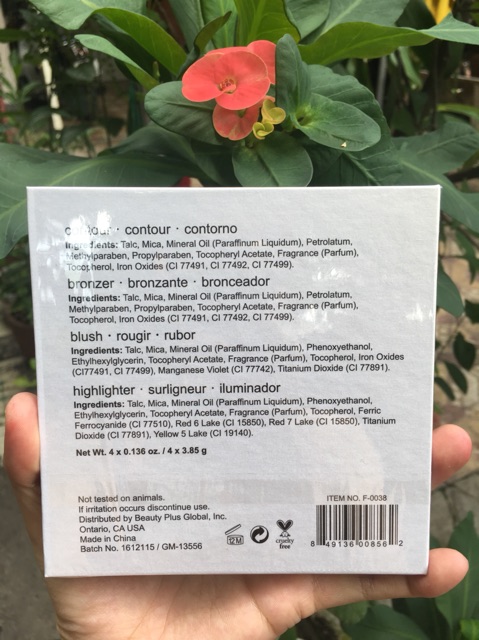 contour · contour · contorno
Ingredients: Talc, Mica, Mineral Oil (Paraffinum Liquidum), Petrolatum,
Methylparaben, Propylparaben, Tocopheryl Acetate, Fragrance (Parfum),
Tocopherol, Iron Oxides (CI 77491, CI 77492, CI 77499).
bronzer · bronzante · bronceador
Ingredients: Talc, Mica, Mineral Oil (Paraffinum Liquidum), Petrolatum,
Methylparaben, Propylparaben, Tocopheryl Acetate, Fragrance (Parfum),
Tocopherol, Iron Oxides (CI 77491, CI 77492, CI 77499).
blush · rougir · rubor
Ingredients: Talc, Mica, Mineral Oil (Paraffinum Liquidum), Phenoxyethanol,
Ethylhexylglycerin, Tocopheryl Acetate, Fragrance (Parfum), Tocopherol, Iron Oxides
(CI77491, CI 77499), Manganese Violet (CI 77742), Titanium Dioxide (CI 77891).
highlighter · surligneur · iluminador
Ingredients: Talc, Mica, Mineral Oil (Paraffinum Liquidum), Phenoxyethanol,
Ethylhexylglycerin, Tocopheryl Acetate, Fragrance (Parfum), Tocopherol, Ferric
Ferrocyanide (CI 77510), Red 6 Lake (CI 15850), Red 7 Lake (CI 15850), Titanium
Dioxide (CI 77891), Yellow 5 Lake (CI 19140).
Net Wt. 4 x 0.136 oz. / 4 x 3.85 g
Not tested on animals.
If irritation occurs discontinue use.
Distributed by Beauty Plus Global, Inc.
Ontario, CA USA
Made in China
Batch No. 1612115 / GM-13556
12M
cruelty
free
ITEM NO. F-0038
8 49136 00856 2